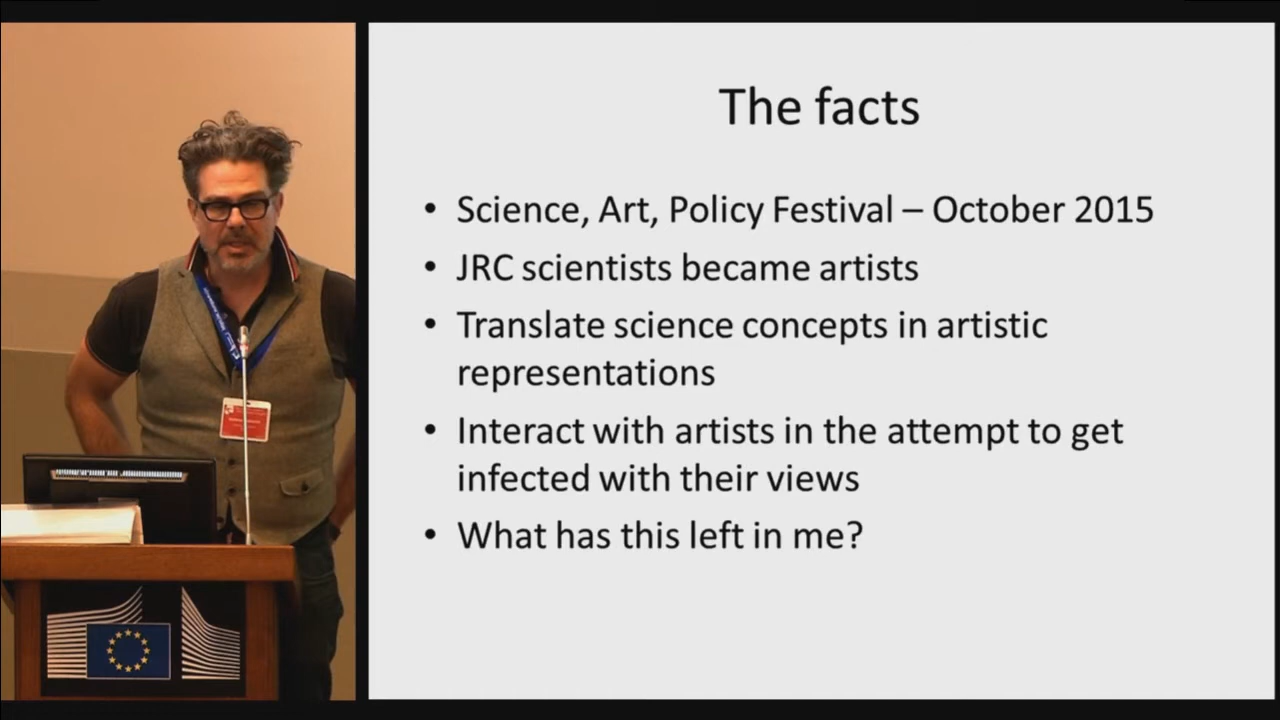 The facts
• Science, Art, Policy Festival – October 2015
• JRC scientists became artists
• Translate science concepts in artistic
representations
• Interact with artists in the attempt to get
infected with their views
• What has this left in me?